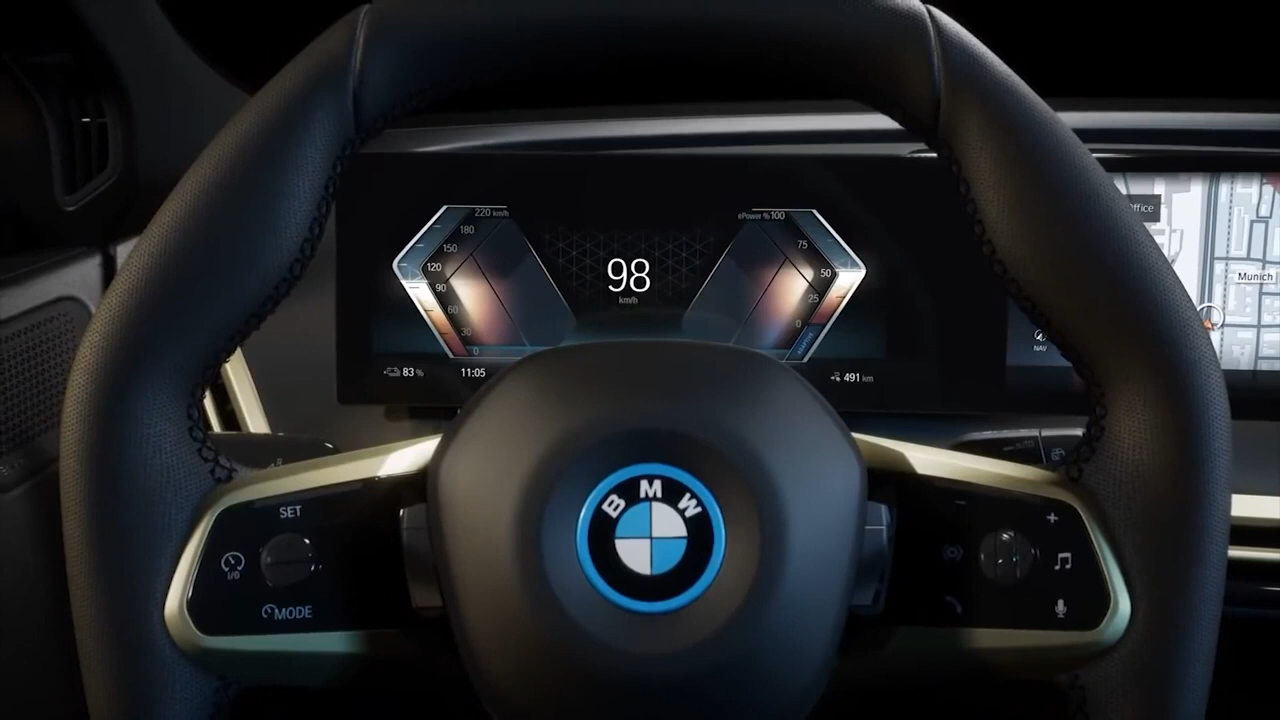 220 km/h
180
150
120
90
60
30
0
98
km/h
ePower % 100
75
50
25
0
83 %
11:05
491 km
Munich
NAV
SET
I/0
MODE
+
BMW